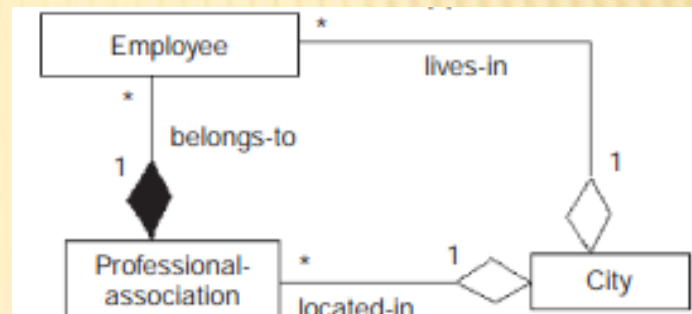 Employee
*
lives-in
*
belongs-to
1
1
Professional-
association
*
1
City
located-in